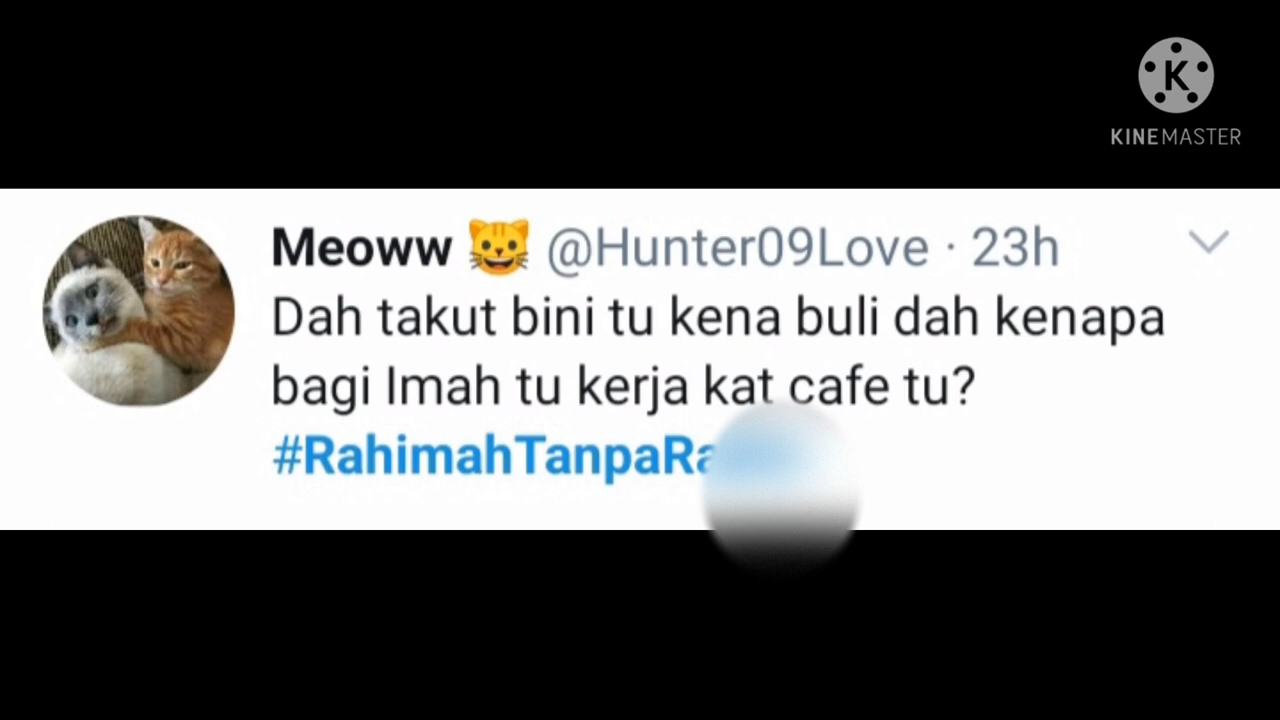 KINEMASTER
Meoww 😺 @Hunter09Love · 23h
Dah takut bini tu kena buli dah kenapa
bagi Imah tu kerja kat cafe tu?